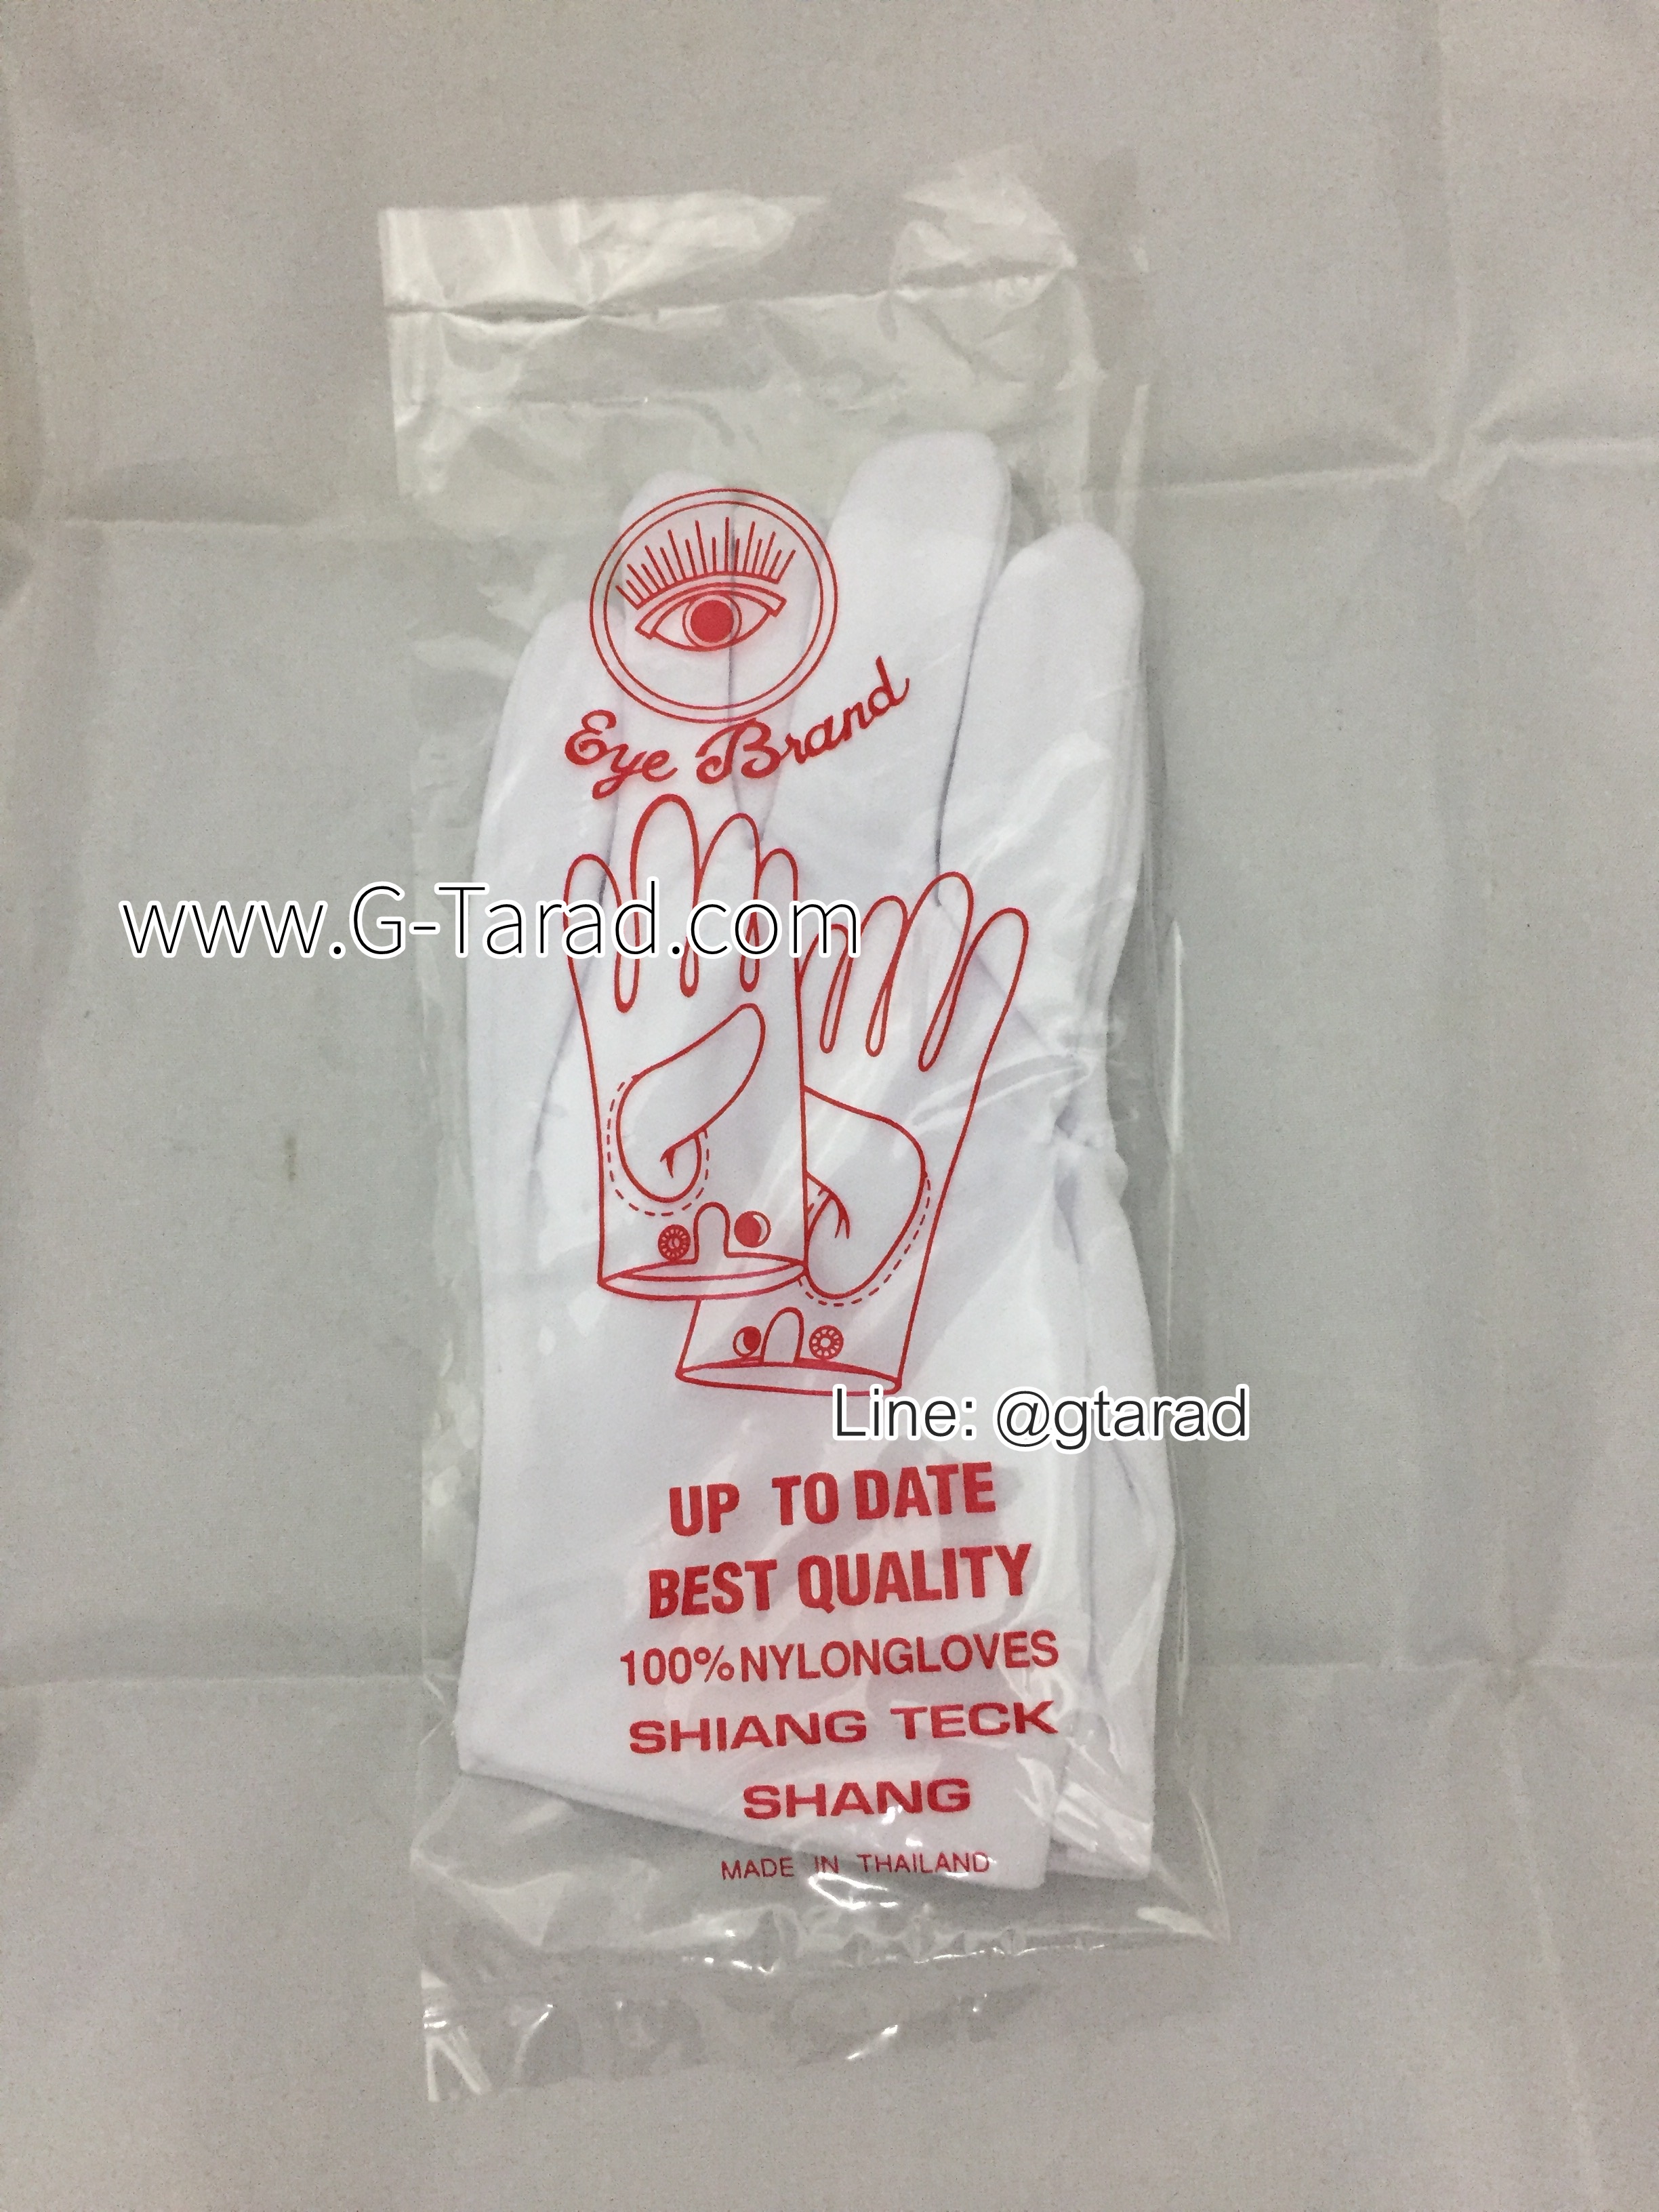 Eye Brand
www.G-Tarad.com
Line: @gtarad
UP TO DATE
BEST QUALITY
100%NYLONGLOVES
SHIANG TECK
SHANG
MADE IN THAILAND